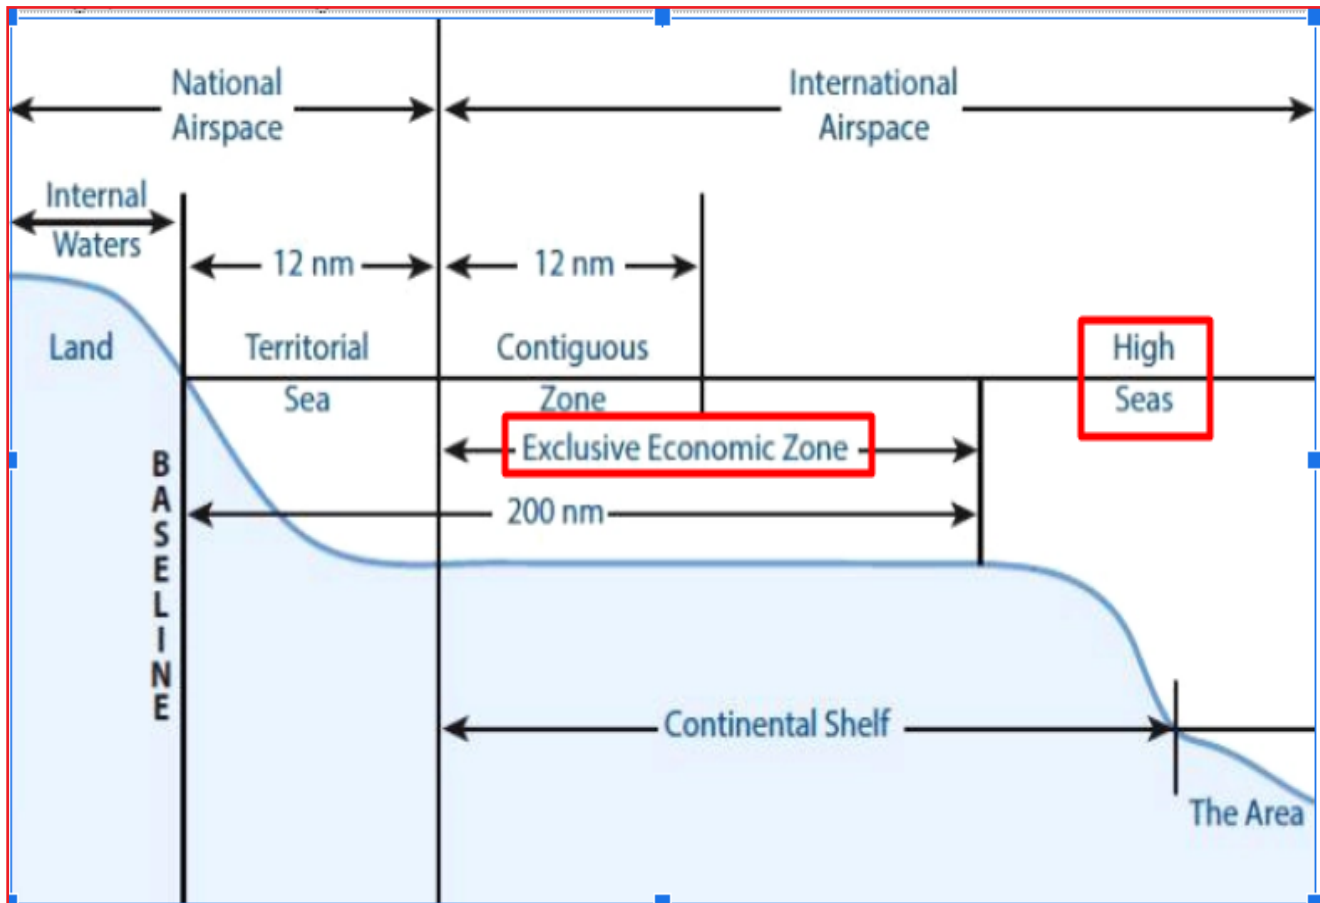 National
Airspace
International
Airspace
Internal
Waters
12 nm
12 nm
Land
Territorial
Sea
Contiguous
Zone
High
Seas
Exclusive Economic Zone
200 nm
BASELINE
Continental Shelf
The Area